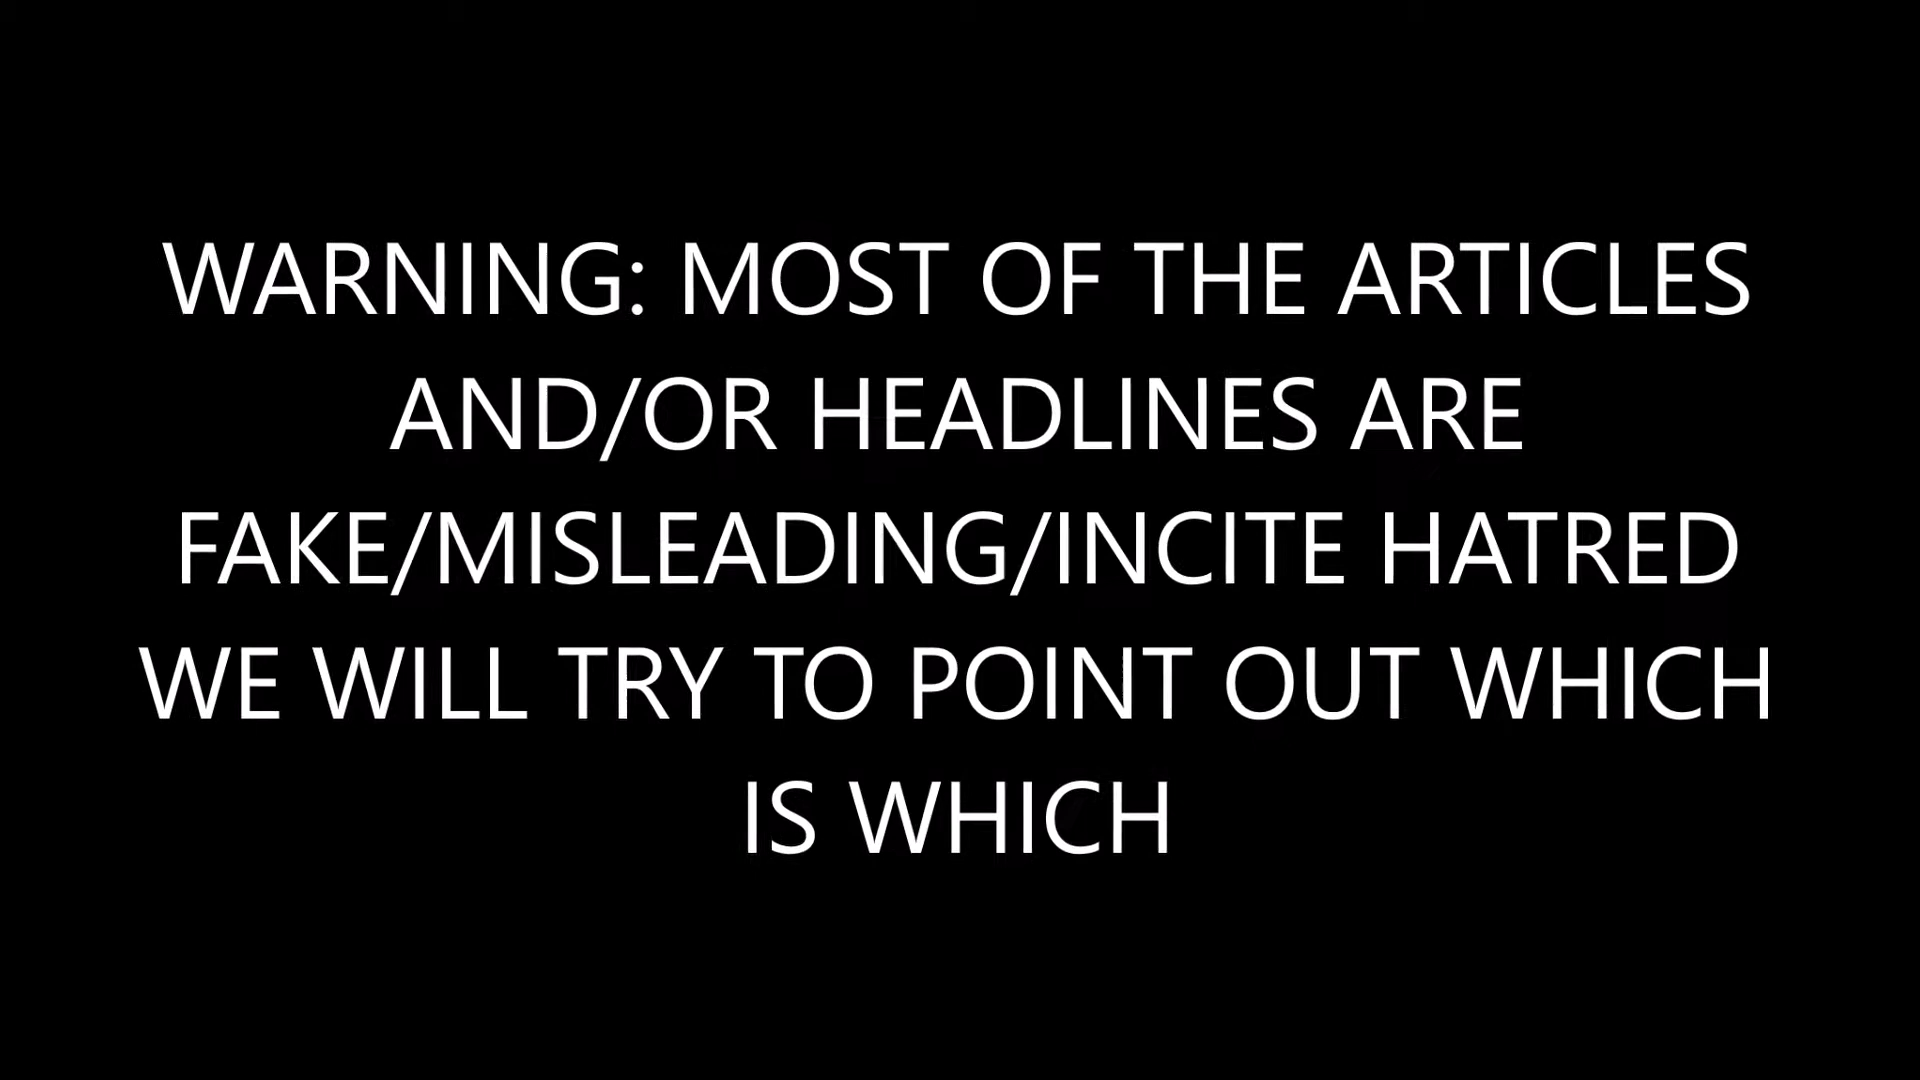 WARNING: MOST OF THE ARTICLES
AND/OR HEADLINES ARE
FAKE/MISLEADING/INCITE HATRED
WE WILL TRY TO POINT OUT WHICH
IS WHICH